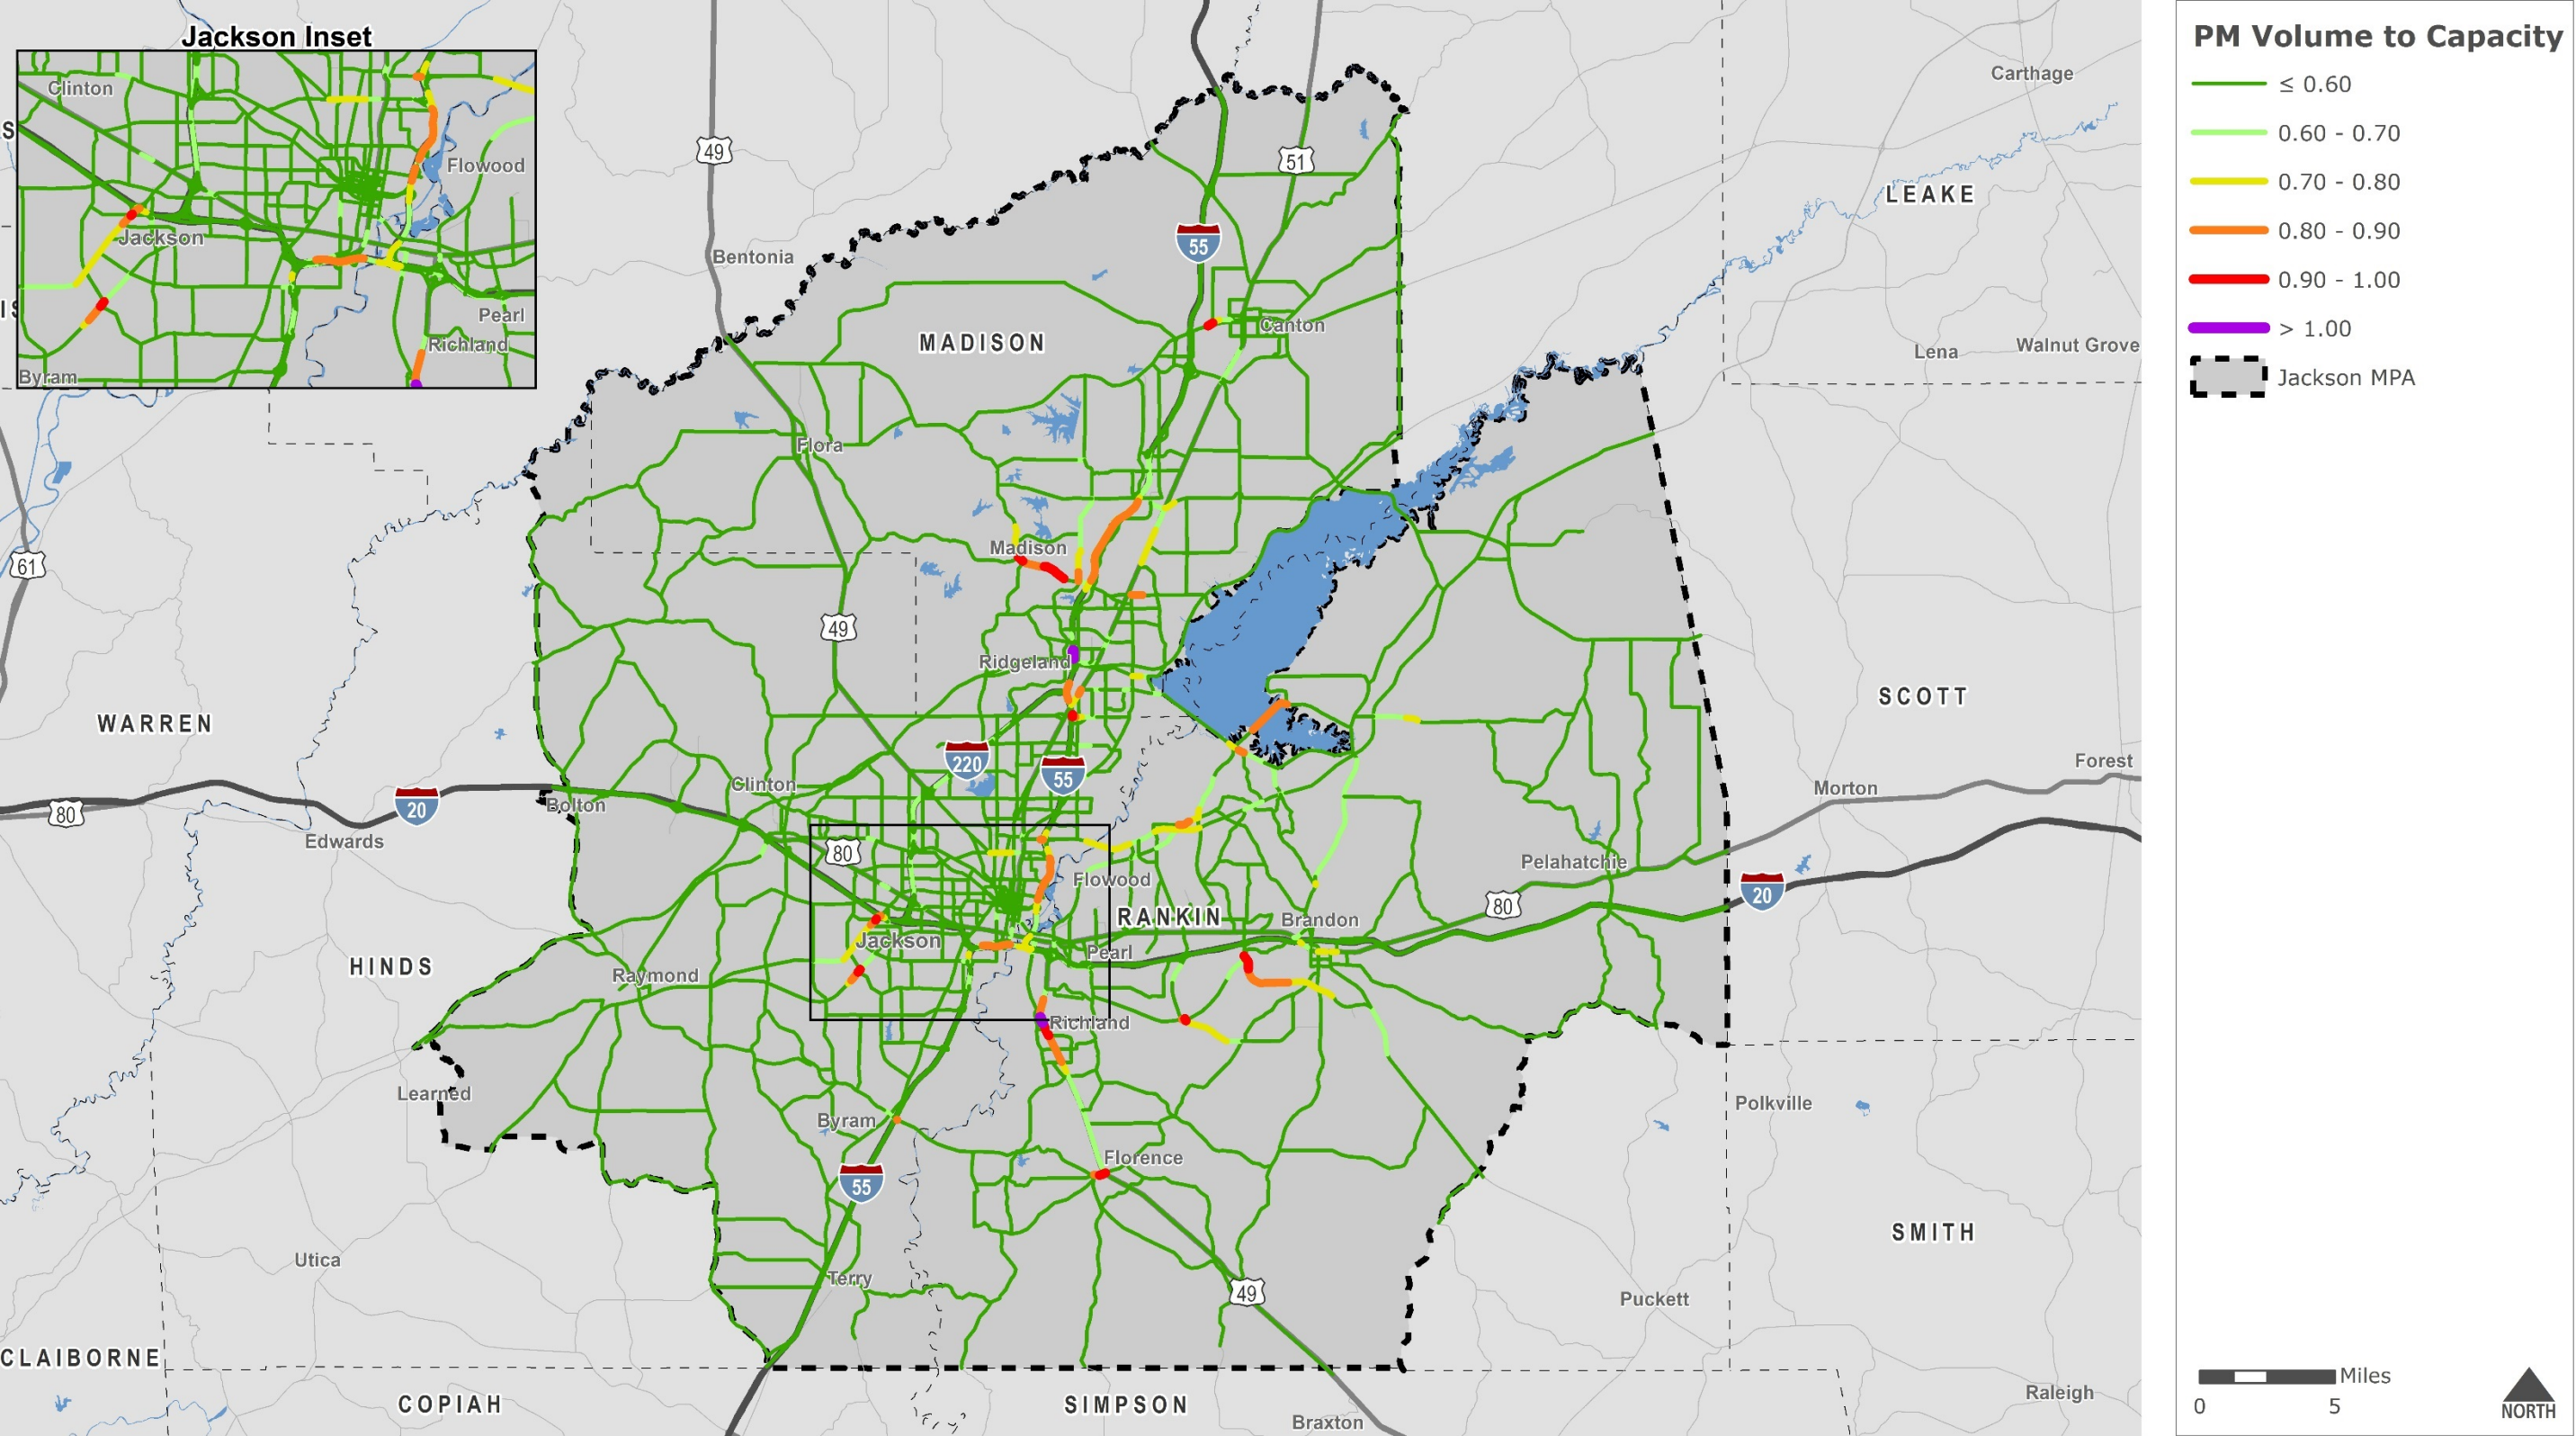 Jackson Inset
Clinton
Flowood
Jackson
Pearl
Richland
Byram
S
IS
49
51
55
Bentonia
MADISON
Canton
Carthage
LEAKE
Lena
Walnut Grove
Flora
61
Madison
49
Ridgeland
WARREN
SCOTT
220
55
Clinton
Forest
Morton
80
20
Bolton
Edwards
80
Pelahatchie
Flowood
20
80
RANKIN
Brandon
Jackson
Pearl
HINDS
Raymond
Richland
Learned
Polkville
Byram
Florence
55
SMITH
Utica
Terry
49
Puckett
CLAIBORNE
COPIAH
SIMPSON
Raleigh
Braxton
PM Volume to Capacity
≤ 0.60
0.60 - 0.70
0.70 - 0.80
0.80 - 0.90
0.90 - 1.00
> 1.00
Jackson MPA
Miles
0 5
NORTH